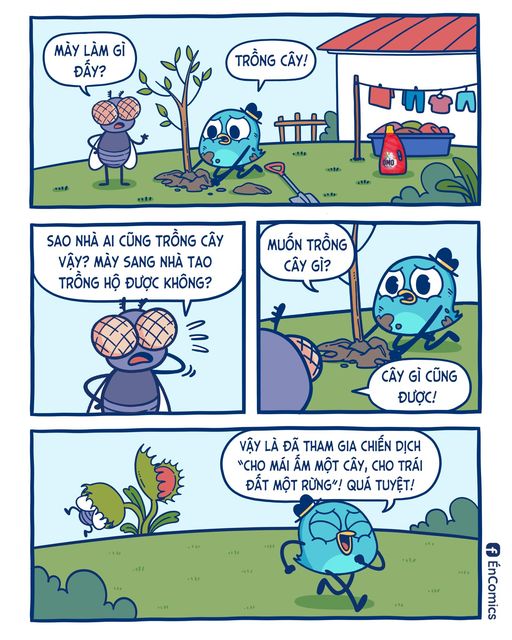 MÀY LÀM GÌ
ĐẤY?
TRỒNG CÂY!
OMO
SAO NHÀ AI CŨNG TRỒNG CÂY
VẬY? MÀY SANG NHÀ TAO
TRỒNG HỘ ĐƯỢC KHÔNG?
MUỐN TRỒNG
CÂY GÌ?
CÂY GÌ CŨNG
ĐƯỢC!
VẬY LÀ ĐÃ THAM GIA CHIẾN DỊCH
"CHO MÁI ẤM MỘT CÂY, CHO TRÁI
ĐẤT MỘT RỪNG"! QUÁ TUYỆT!
ÉnComics